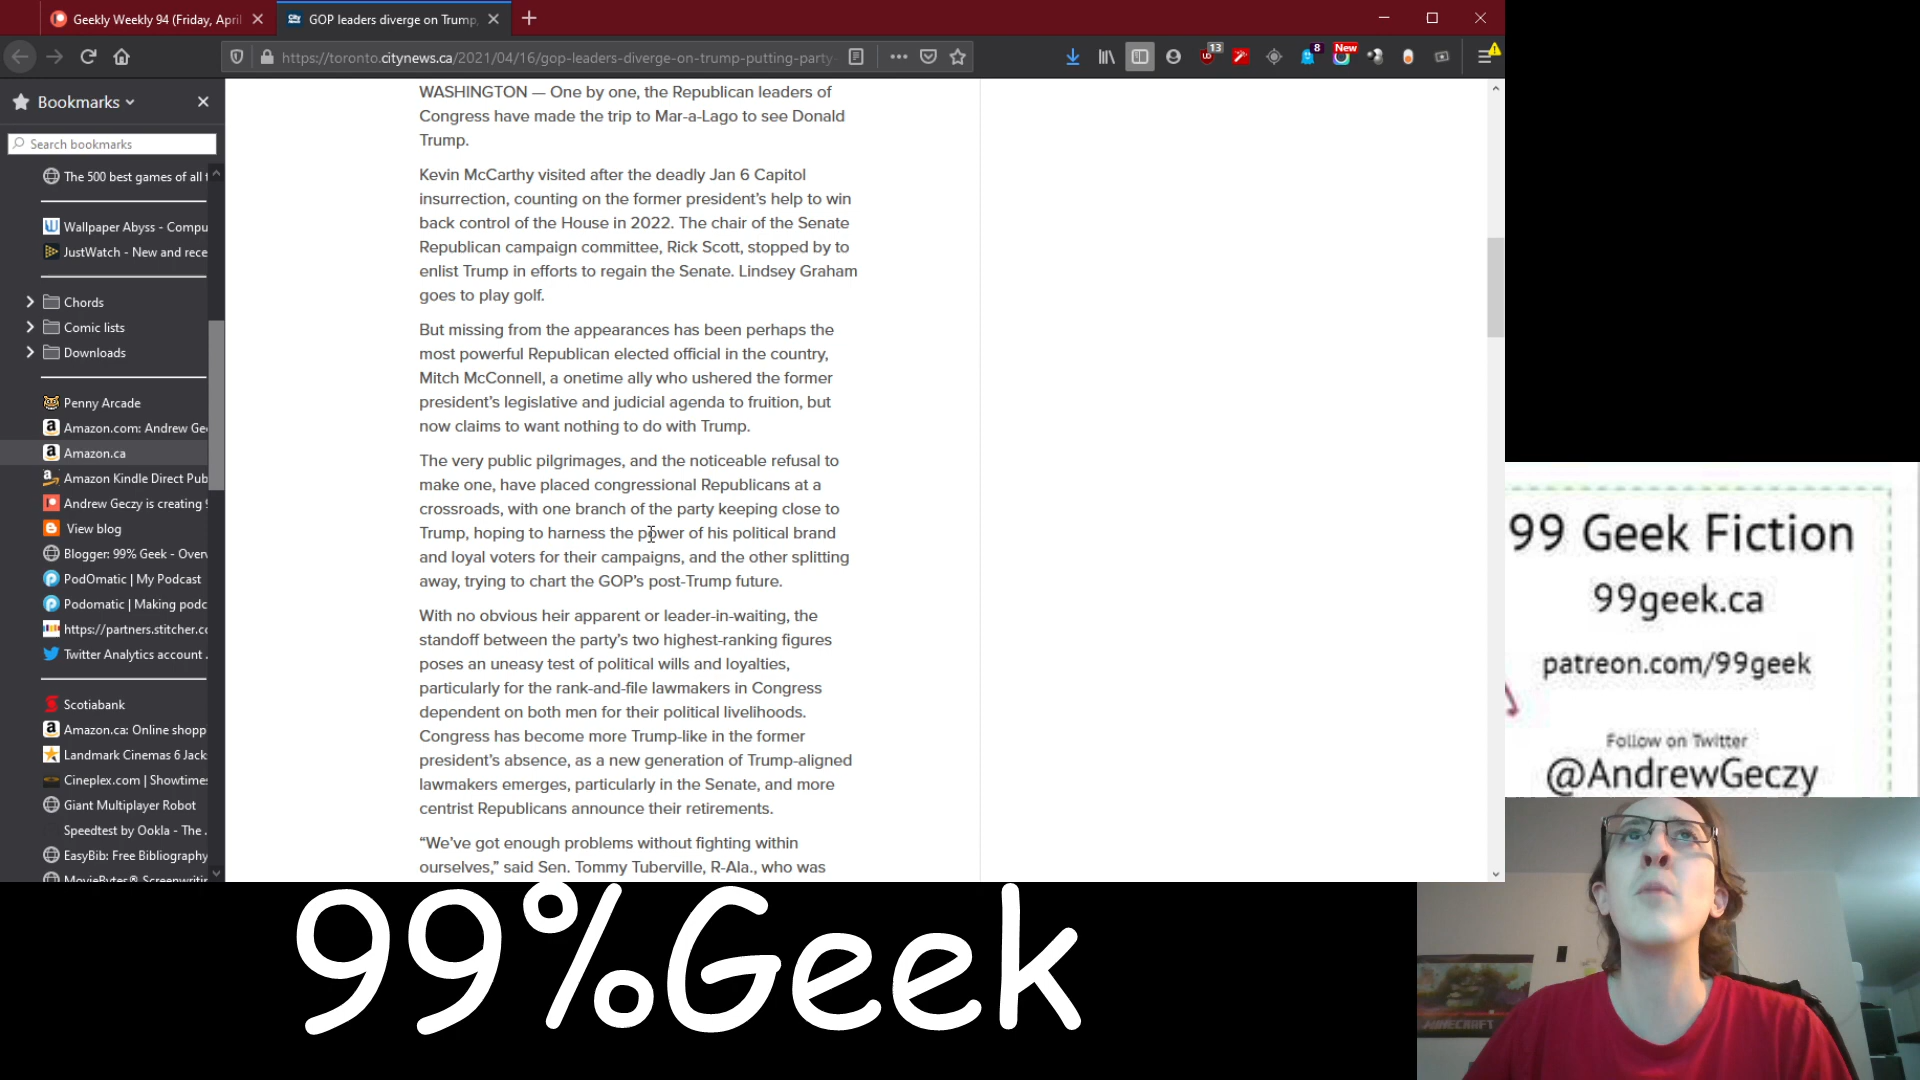 Geekly Weekly 94 (Friday, April
GOP leaders diverge on Trump,
https://toronto.citynews.ca/2021/04/16/gop-leaders-diverge-on-trump-putting-party-
13
8
New
Bookmarks
Search bookmarks
The 500 best games of all t
Wallpaper Abyss - Compu
JustWatch - New and rece
Chords
Comic lists
Downloads
Penny Arcade
Amazon.com: Andrew Ge
Amazon.ca
Amazon Kindle Direct Pub
Andrew Geczy is creating 9
View blog
Blogger: 99% Geek - Overv
PodOmatic | My Podcast
Podomatic | Making podc
https://partners.stitcher.co
Twitter Analytics account
Scotiabank
Amazon.ca: Online shopp
Landmark Cinemas 6 Jack
Cineplex.com | Showtimes
Giant Multiplayer Robot
Speedtest by Ookla - The
EasyBib: Free Bibliography
MovieBytes® Screenwritin
WASHINGTON — One by one, the Republican leaders of
Congress have made the trip to Mar-a-Lago to see Donald
Trump.
Kevin McCarthy visited after the deadly Jan 6 Capitol
insurrection, counting on the former president’s help to win
back control of the House in 2022. The chair of the Senate
Republican campaign committee, Rick Scott, stopped by to
enlist Trump in efforts to regain the Senate. Lindsey Graham
goes to play golf.
But missing from the appearances has been perhaps the
most powerful Republican elected official in the country,
Mitch McConnell, a onetime ally who ushered the former
president’s legislative and judicial agenda to fruition, but
now claims to want nothing to do with Trump.
The very public pilgrimages, and the noticeable refusal to
make one, have placed congressional Republicans at a
crossroads, with one branch of the party keeping close to
Trump, hoping to harness the power of his political brand
and loyal voters for their campaigns, and the other splitting
away, trying to chart the GOP’s post-Trump future.
With no obvious heir apparent or leader-in-waiting, the
standoff between the party’s two highest-ranking figures
poses an uneasy test of political wills and loyalties,
particularly for the rank-and-file lawmakers in Congress
dependent on both men for their political livelihoods.
Congress has become more Trump-like in the former
president’s absence, as a new generation of Trump-aligned
lawmakers emerges, particularly in the Senate, and more
centrist Republicans announce their retirements.
“We’ve got enough problems without fighting within
ourselves,” said Sen. Tommy Tuberville, R-Ala., who was
99 Geek Fiction
99geek.ca
patreon.com/99geek
Follow on Twitter
@AndrewGeczy
MINECRAFT
99%Geek